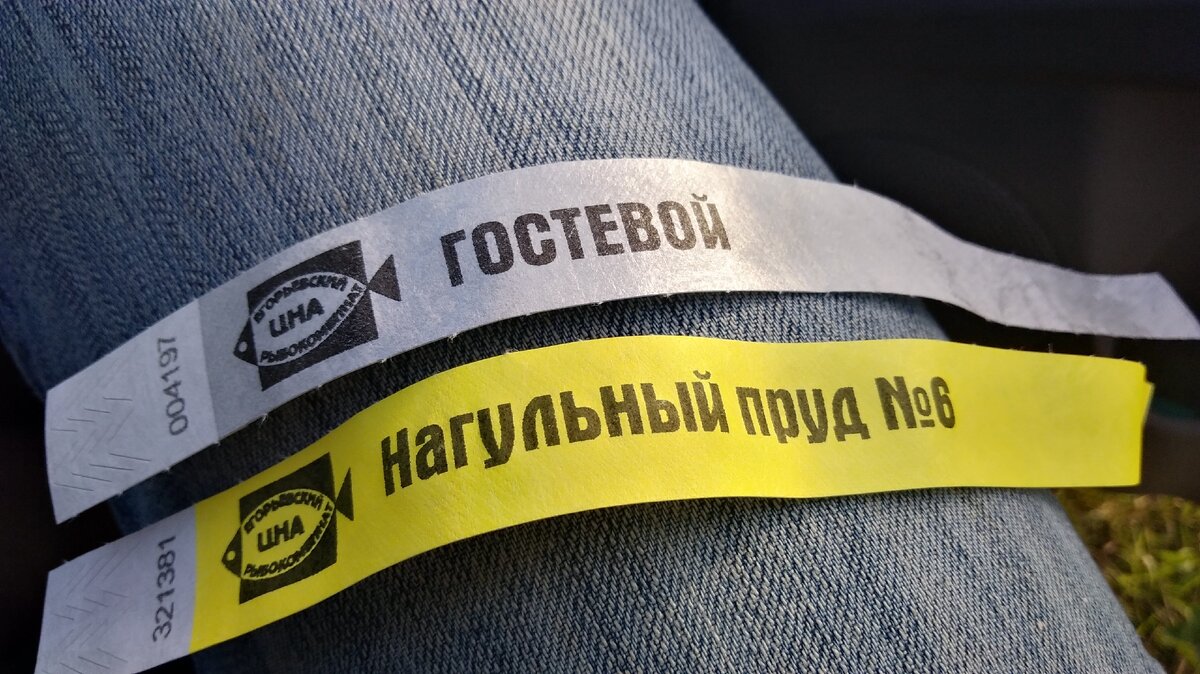 004197
ЕГОРЬЕВСКИЙ
ЦНА
РЫБОКОМБИНАТ
ГОСТЕВОЙ
321381
ЕГОРЬЕВСКИЙ
ЦНА
РЫБОКОМБИНАТ
Нагульный пруд №6